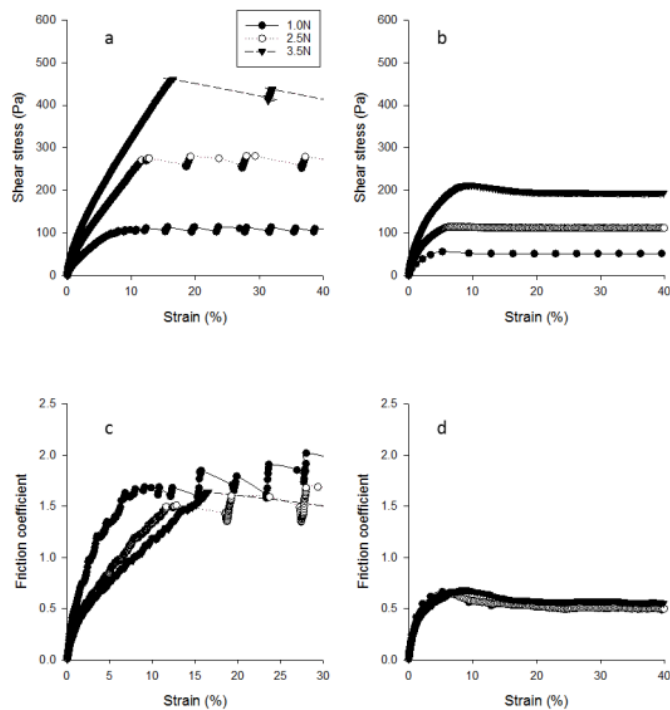 a
1.0N
2.5N
3.5N
600
500
400
300
200
100
0
Shear stress (Pa)
0 10 20 30 40
Strain (%)
b
600
500
400
300
200
100
0
Shear stress (Pa)
0 10 20 30 40
Strain (%)
c
2.5
2.0
1.5
1.0
0.5
0.0
Friction coefficient
0 5 10 15 20 25 30
Strain (%)
d
2.5
2.0
1.5
1.0
0.5
0.0
Friction coefficient
0 10 20 30 40
Strain (%)